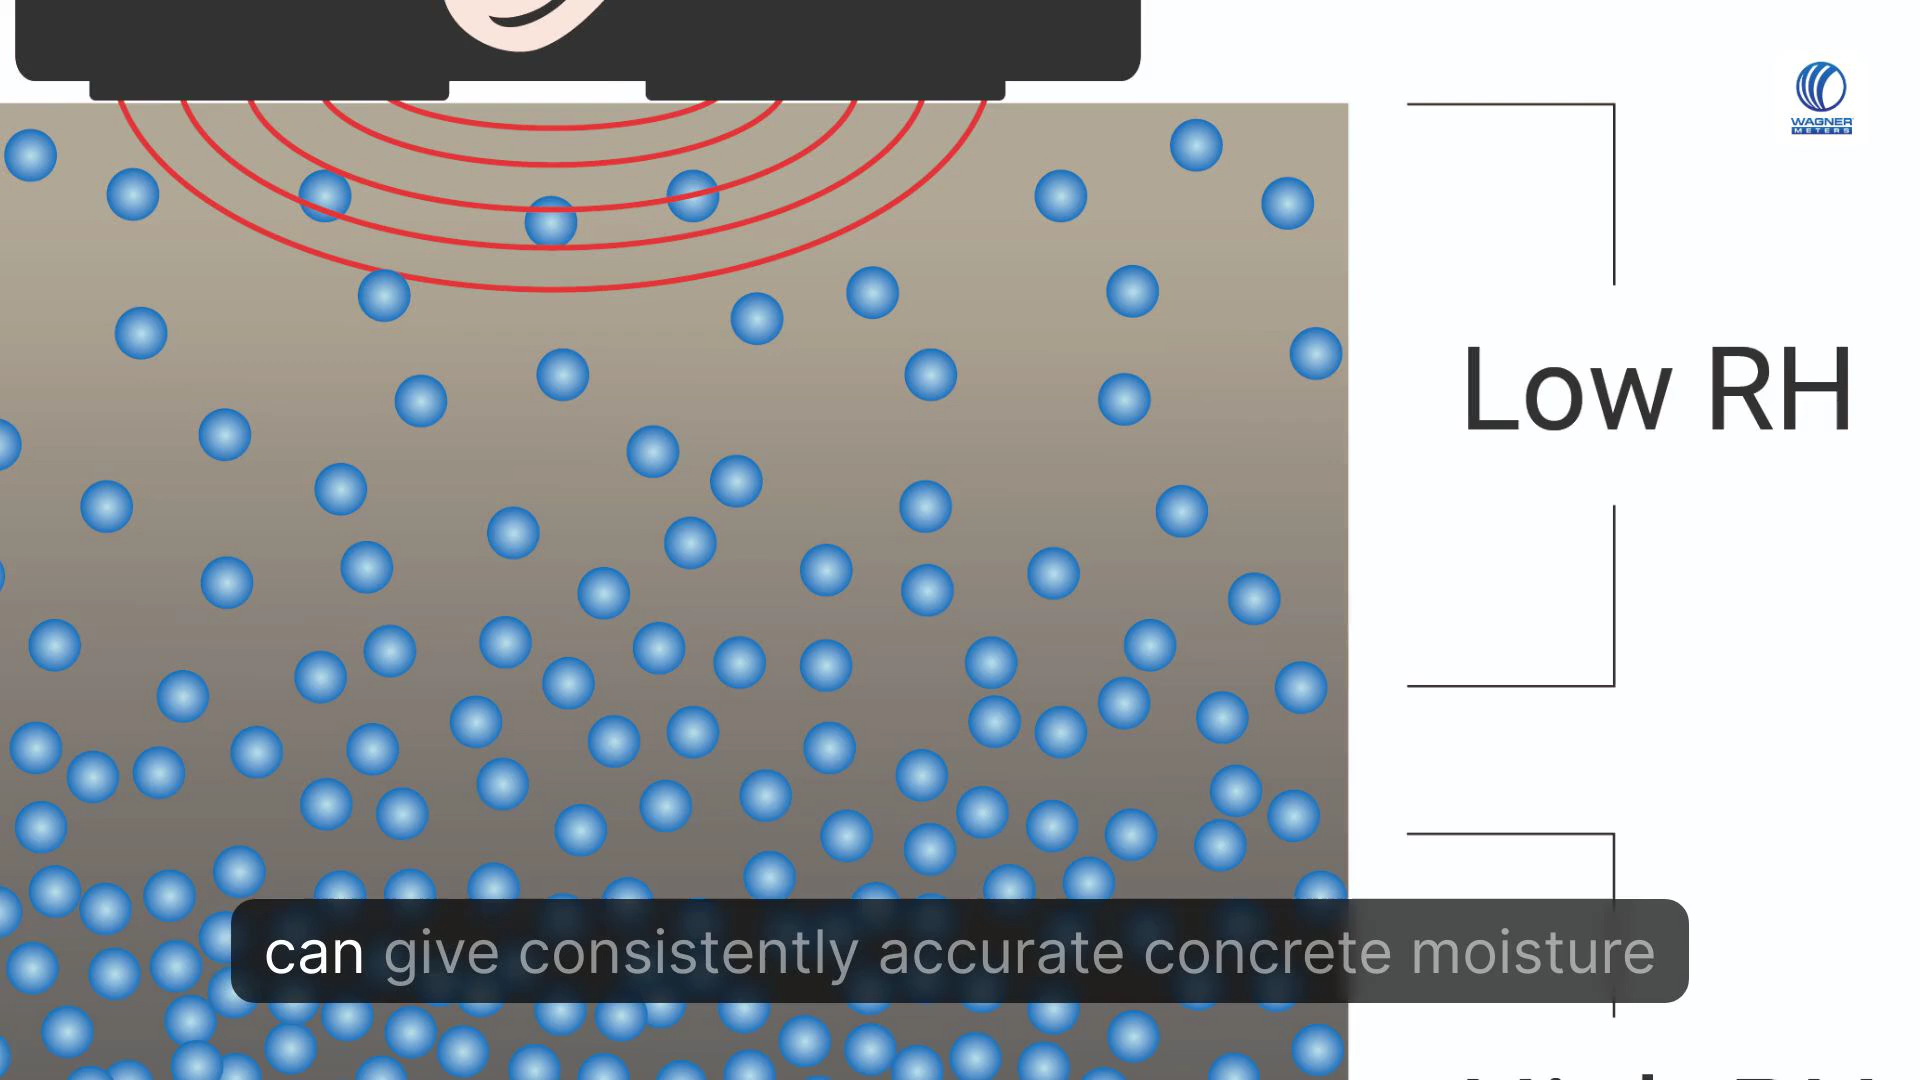 WAGNER
METERS
Low RH
can give consistently accurate concrete moisture